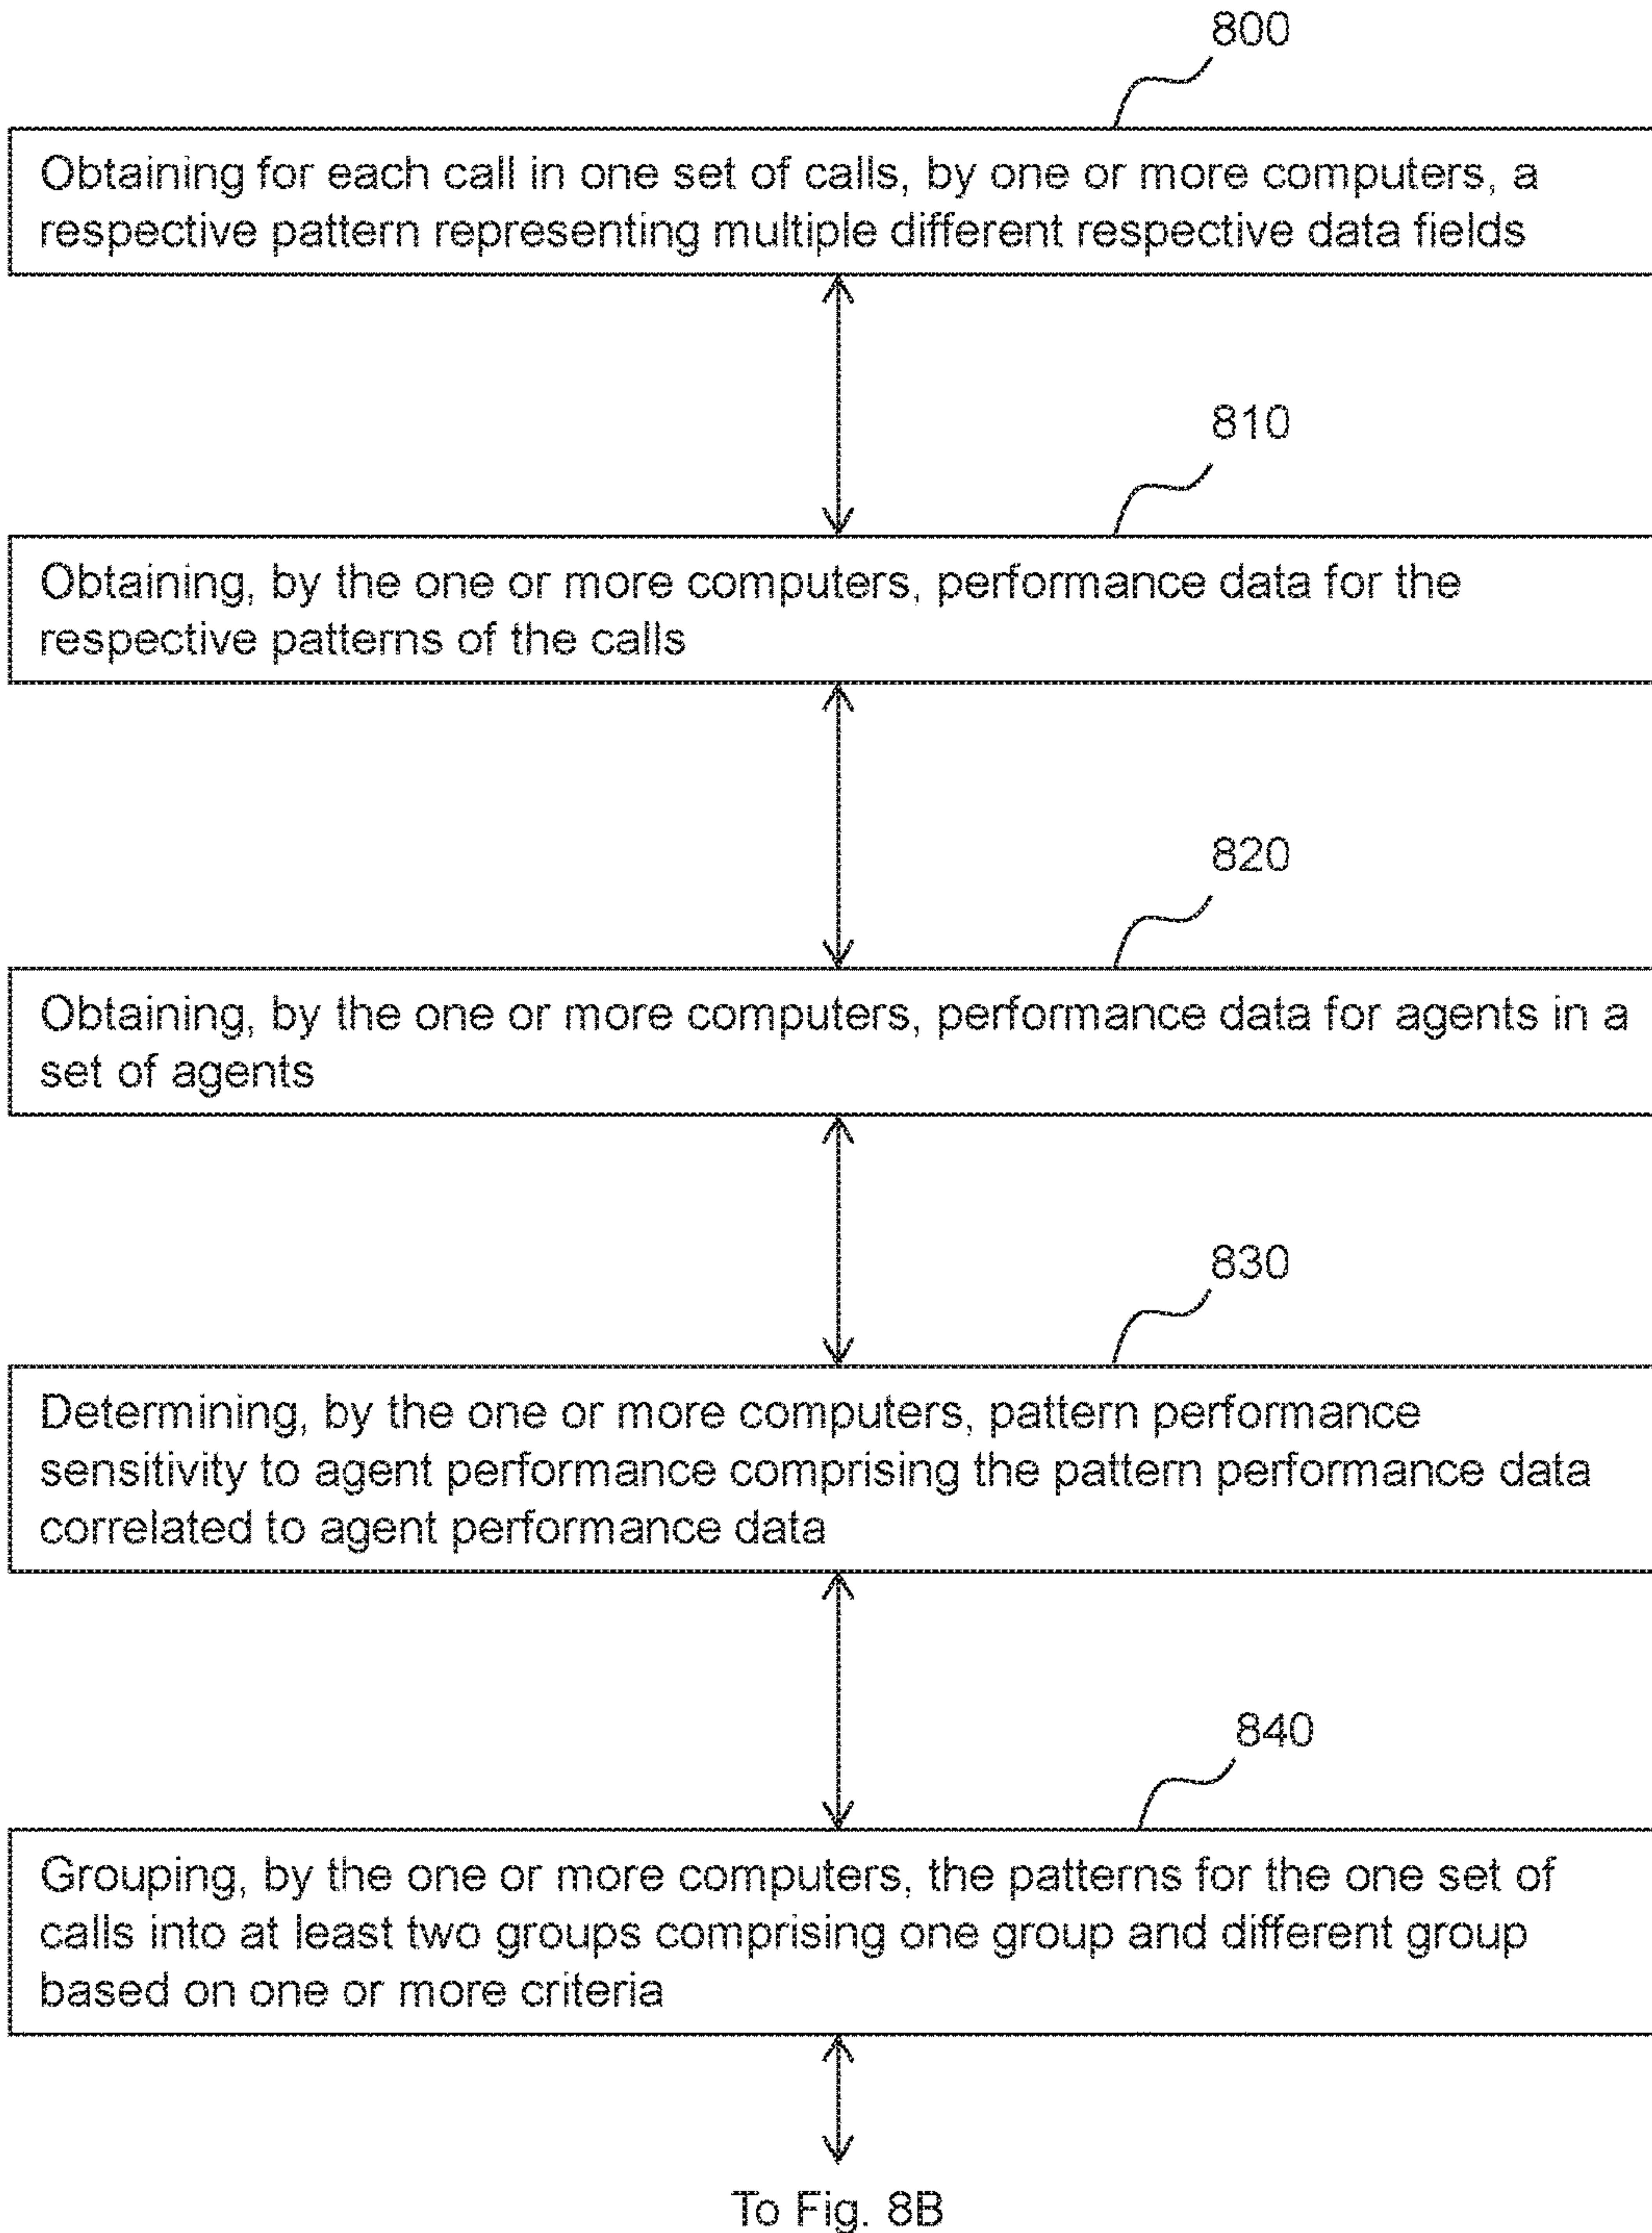 800
Obtaining for each call in one set of calls, by one or more computers, a
respective pattern representing multiple different respective data fields
810
Obtaining, by the one or more computers, performance data for the
respective patterns of the calls
820
Obtaining, by the one or more computers, performance data for agents in a
set of agents
830
Determining, by the one or more computers, pattern performance
sensitivity to agent performance comprising the pattern performance data
correlated to agent performance data
840
Grouping, by the one or more computers, the patterns for the one set of
calls into at least two groups comprising one group and different group
based on one or more criteria
To Fig. 8B